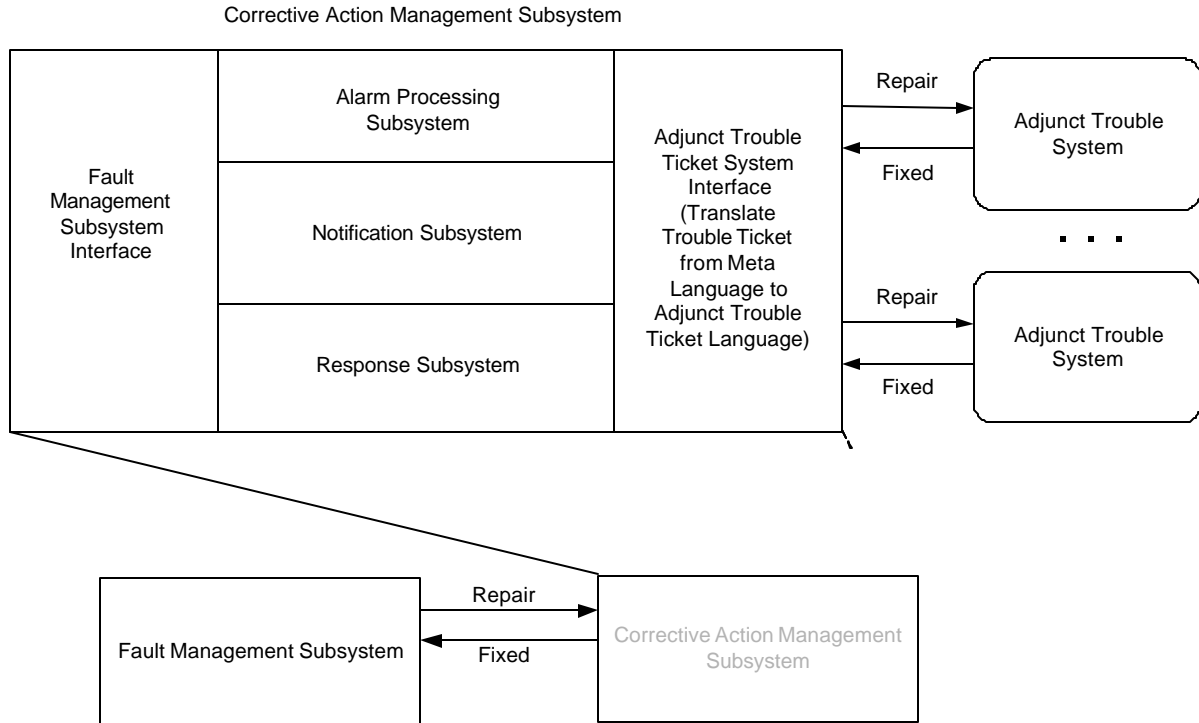 Corrective Action Management Subsystem
Fault
Management
Subsystem
Interface
Alarm Processing
Subsystem
Notification Subsystem
Response Subsystem
Adjunct Trouble
Ticket System
Interface
(Translate
Trouble Ticket
from Meta
Language to
Adjunct Trouble
Ticket Language)
Repair
Fixed
Adjunct Trouble
System
. . .
Repair
Fixed
Adjunct Trouble
System
Fault Management Subsystem
Repair
Fixed
Corrective Action Management
Subsystem